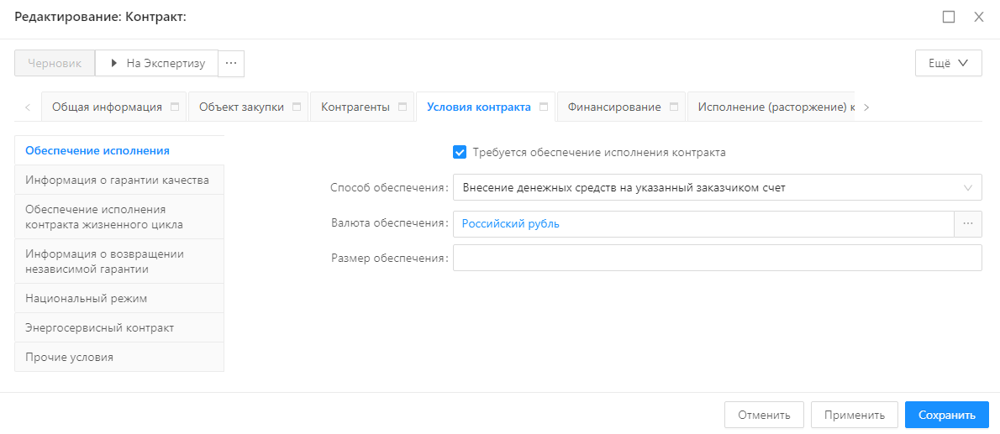 Редактирование: Контракт:
Черновик
На Экспертизу
...
Ещё
Общая информация
Объект закупки
Контрагенты
Условия контракта
Финансирование
Исполнение (расторжение) к
Обеспечение исполнения
Информация о гарантии качества
Обеспечение исполнения
контракта жизненного цикла
Информация о возвращении
независимой гарантии
Национальный режим
Энергосервисный контракт
Прочие условия
Требуется обеспечение исполнения контракта
Способ обеспечения: Внесение денежных средств на указанный заказчиком счет
Валюта обеспечения: Российский рубль ...
Размер обеспечения:
Отменить
Применить
Сохранить